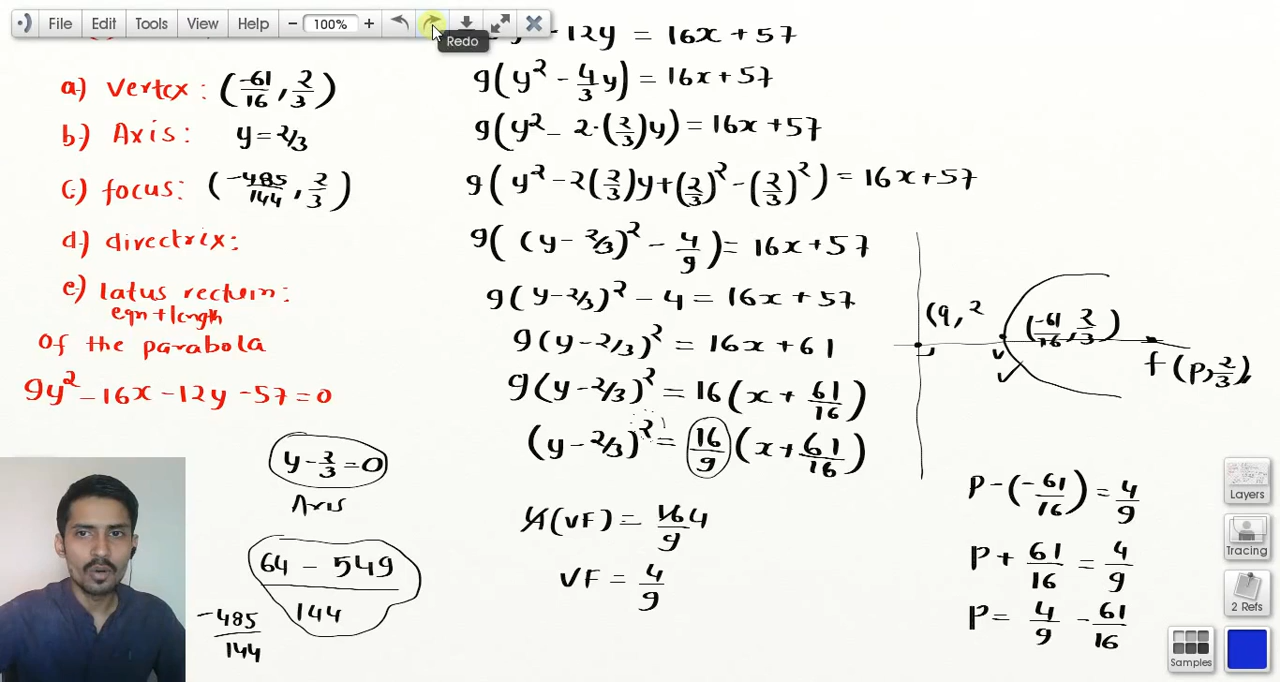 File Edit Tools View Help − 100% +
Redo
a) Vertex : (-61/16, 2/3)
b) Axis: y=2/3
c) focus: (-485/144, 2/3)
d) directrix:
e) latus rectum:
eqn + length
Of the parabola
9y² - 16x - 12y - 57 = 0
y - 2/3 = 0
Axis
64 - 549
144
-485
144
- 12y = 16x + 57
9(y² - 4/3 y) = 16x + 57
9(y² - 2·(2/3)y) = 16x + 57
9(y² - 2(2/3)y + (2/3)² - (2/3)²) = 16x + 57
9((y - 2/3)² - 4/9) = 16x + 57
9(y - 2/3)² - 4 = 16x + 57
9(y - 2/3)² = 16x + 61
9(y - 2/3)² = 16(x + 61/16)
(y - 2/3)² = 16/9 (x + 61/16)
4(VF) = 16/9 4
VF = 4/9
(9, 2
(-61/16, 2/3)
V
f(p, 2/3)
P - (-61/16) = 4/9
P + 61/16 = 4/9
P = 4/9 - 61/16
Layers
Tracing
2 Refs
Samples